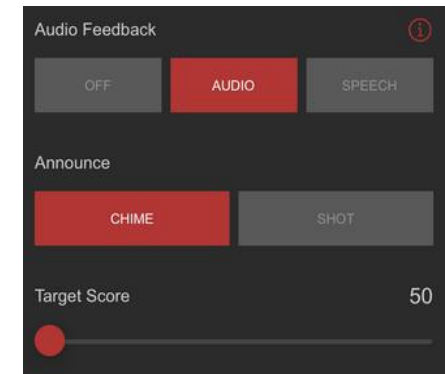 Audio Feedback
OFF AUDIO SPEECH
Announce
CHIME SHOT
Target Score 50